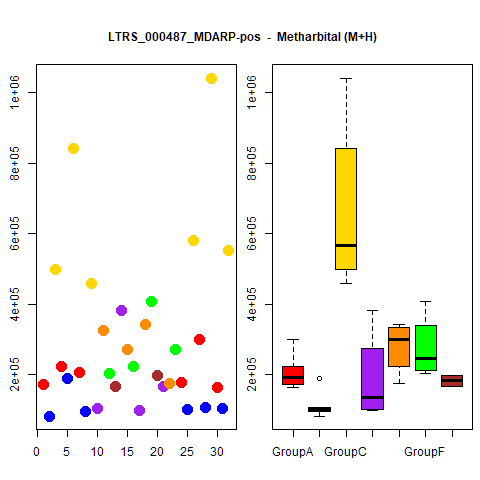 LTRS_000487_MDARP-pos - Metharbital (M+H)
1e+06
8e+05
6e+05
4e+05
2e+05
0 5 10 15 20 25 30
1e+06
8e+05
6e+05
4e+05
2e+05
GroupA GroupC GroupF